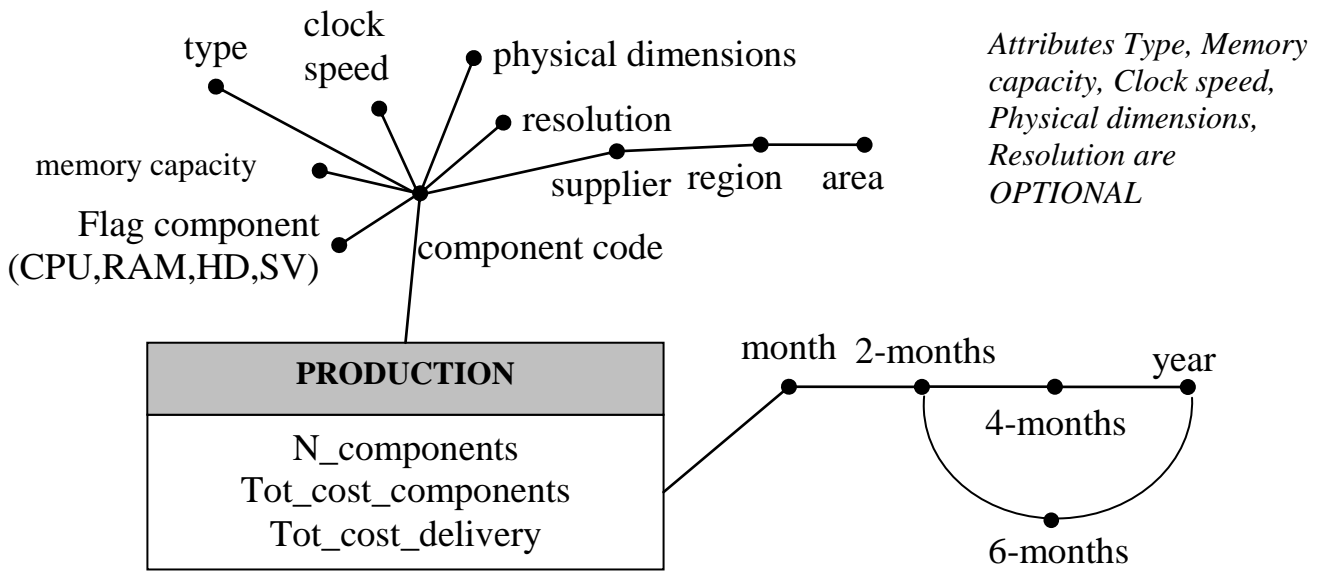 type
clock
speed
physical dimensions
resolution
memory capacity
supplier
region
area
Flag component
(CPU,RAM,HD,SV)
component code
Attributes Type, Memory
capacity, Clock speed,
Physical dimensions,
Resolution are
OPTIONAL
PRODUCTION
N_components
Tot_cost_components
Tot_cost_delivery
month
2-months
year
4-months
6-months